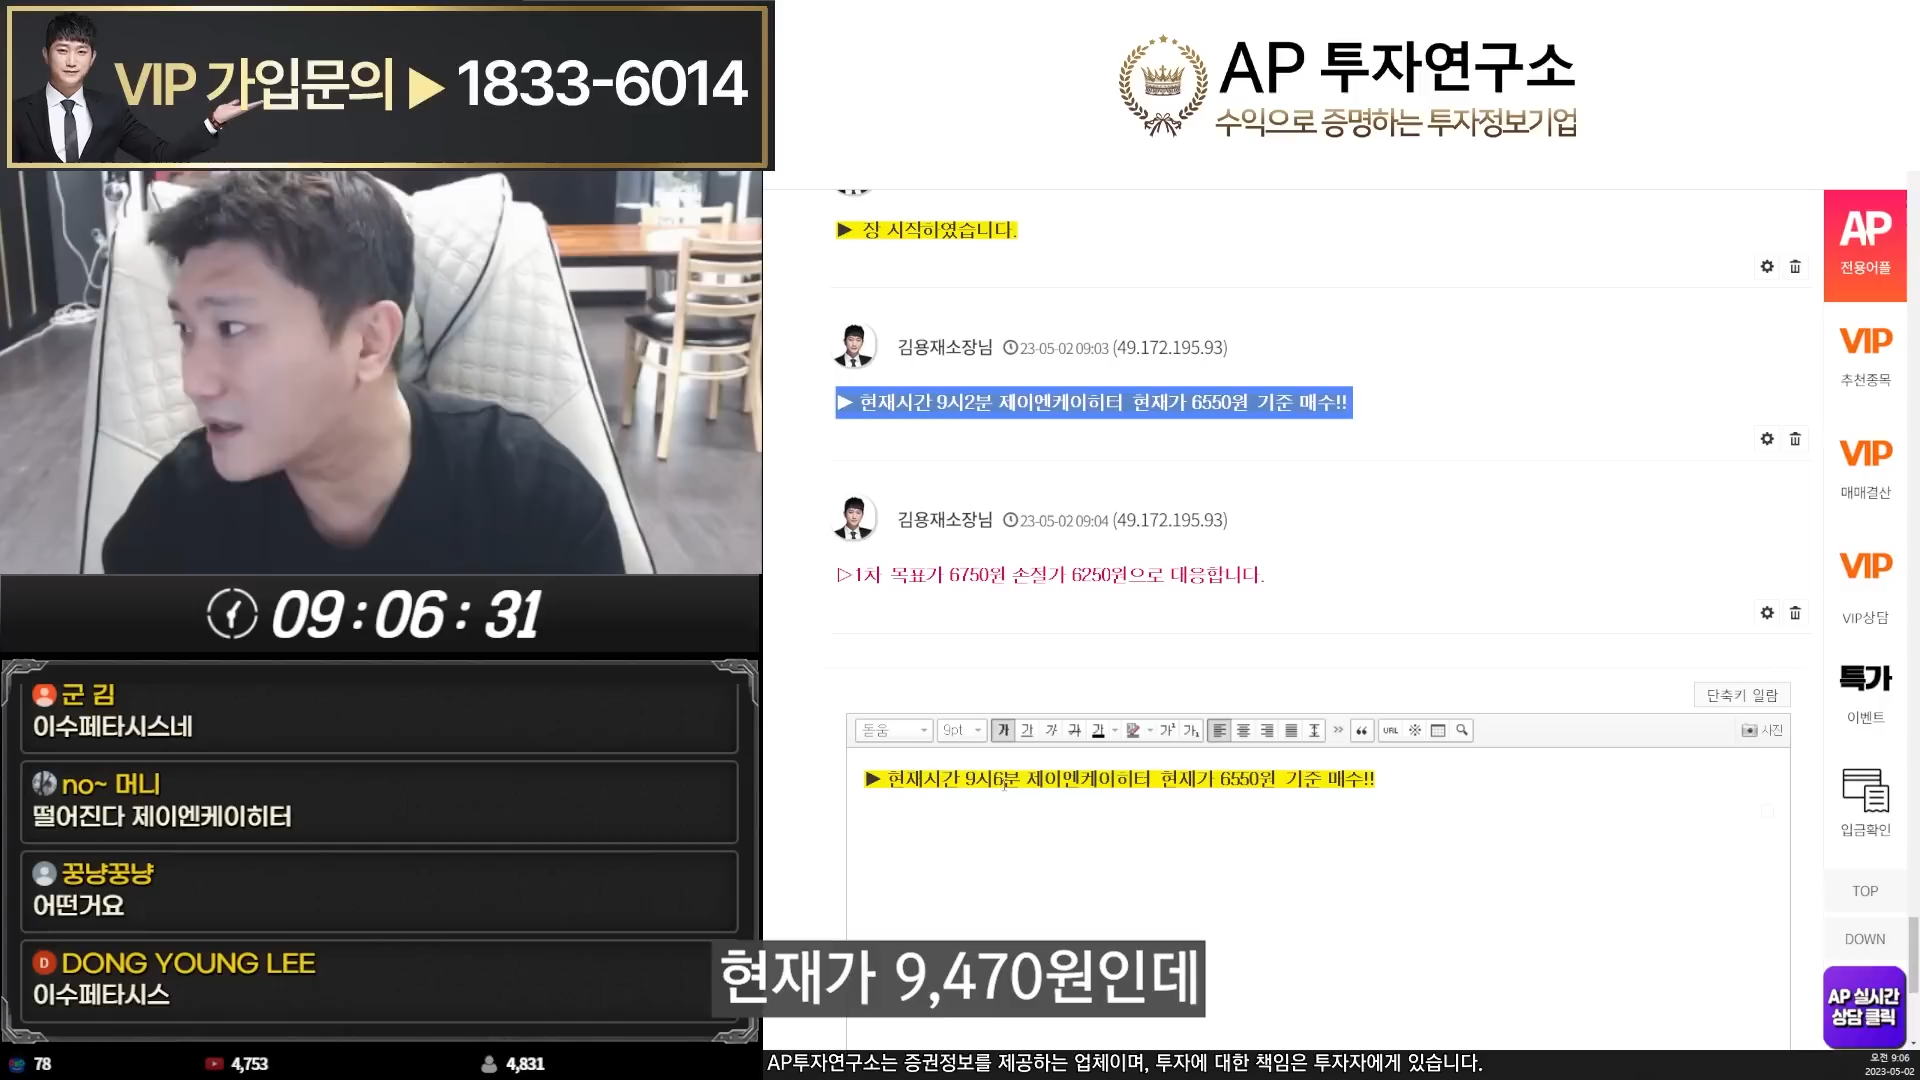 VIP 가입문의 ▶ 1833-6014
AP 투자연구소
수익으로 증명하는 투자정보기업
▶ 장 시작하였습니다.
김용재소장님 23-05-02 09:03 (49.172.195.93)
▶ 현재시간 9시2분 제이엔케이히터 현재가 6550원 기준 매수!!
김용재소장님 23-05-02 09:04 (49.172.195.93)
▷1차 목표가 6750원 손절가 6250원으로 대응합니다.
단축키 일람
돋움 9pt 가 가 가 가 가 가¹ 가₁ » “ URL ※ 사진
▶ 현재시간 9시6분 제이엔케이히터 현재가 6550원 기준 매수!!
AP
전용어플
VIP
추천종목
VIP
매매결산
VIP
VIP상담
특가
이벤트
입금확인
TOP
DOWN
AP 실시간
상담 클릭
09:06:31
군 김
이수페타시스네
no~ 머니
떨어진다 제이엔케이히터
꿍냥꿍냥
어떤거요
D DONG YOUNG LEE
이수페타시스
현재가 9,470원인데
78 4,753 4,831
AP투자연구소는 증권정보를 제공하는 업체이며, 투자에 대한 책임은 투자자에게 있습니다.
오전 9:06
2023-05-02